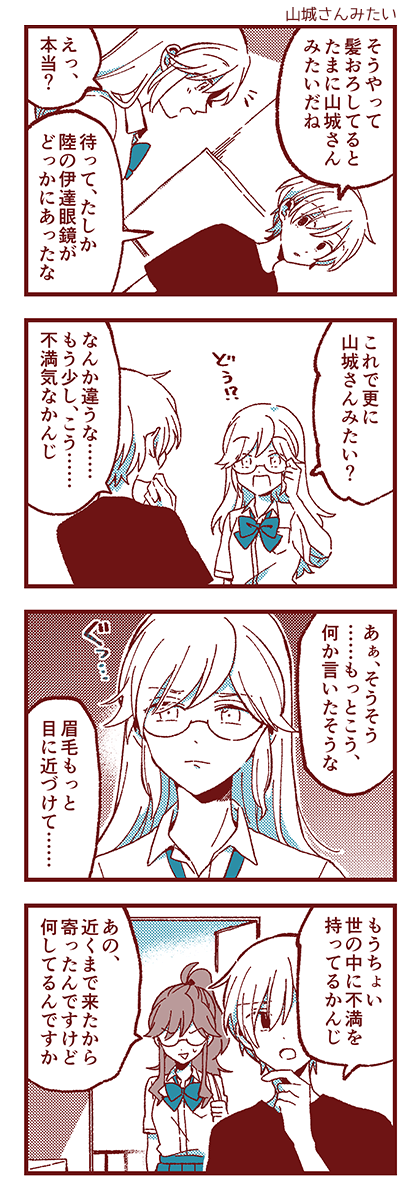 山城さんみたい
そうやって
髪おろしてると
たまに山城さん
みたいだね
えっ、
本当？
待って、たしか
陸の伊達眼鏡が
どっかにあったな
これで更に
山城さんみたい？
どう!?
なんか違うな……
もう少し、こう……
不満気なかんじ
あぁ、そうそう
……もっとこう、
何か言いたそうな
ぐっ…
眉毛もっと
目に近づけて……
もうちょい
世の中に不満を
持ってるかんじ
あの、
近くまで来たから
寄ったんですけど
何してるんですか